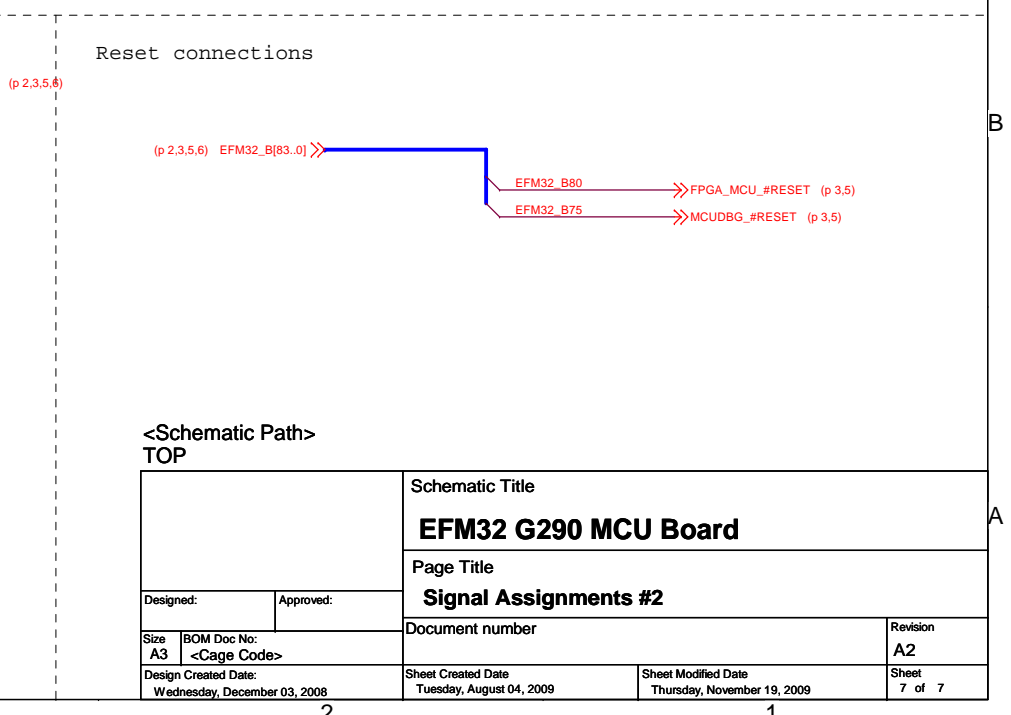 Reset connections
(p 2,3,5,6)
B
(p 2,3,5,6) EFM32_B[83..0]
EFM32_B80 FPGA_MCU_#RESET (p 3,5)
EFM32_B75 MCUDBG_#RESET (p 3,5)
<Schematic Path>
TOP
Schematic Title
EFM32 G290 MCU Board
A
Page Title
Signal Assignments #2
Designed: Approved:
Document number
Revision
A2
Size BOM Doc No:
A3 <Cage Code>
Design Created Date:
Wednesday, December 03, 2008
Sheet Created Date
Tuesday, August 04, 2009
Sheet Modified Date
Thursday, November 19, 2009
Sheet
7 of 7
2 1